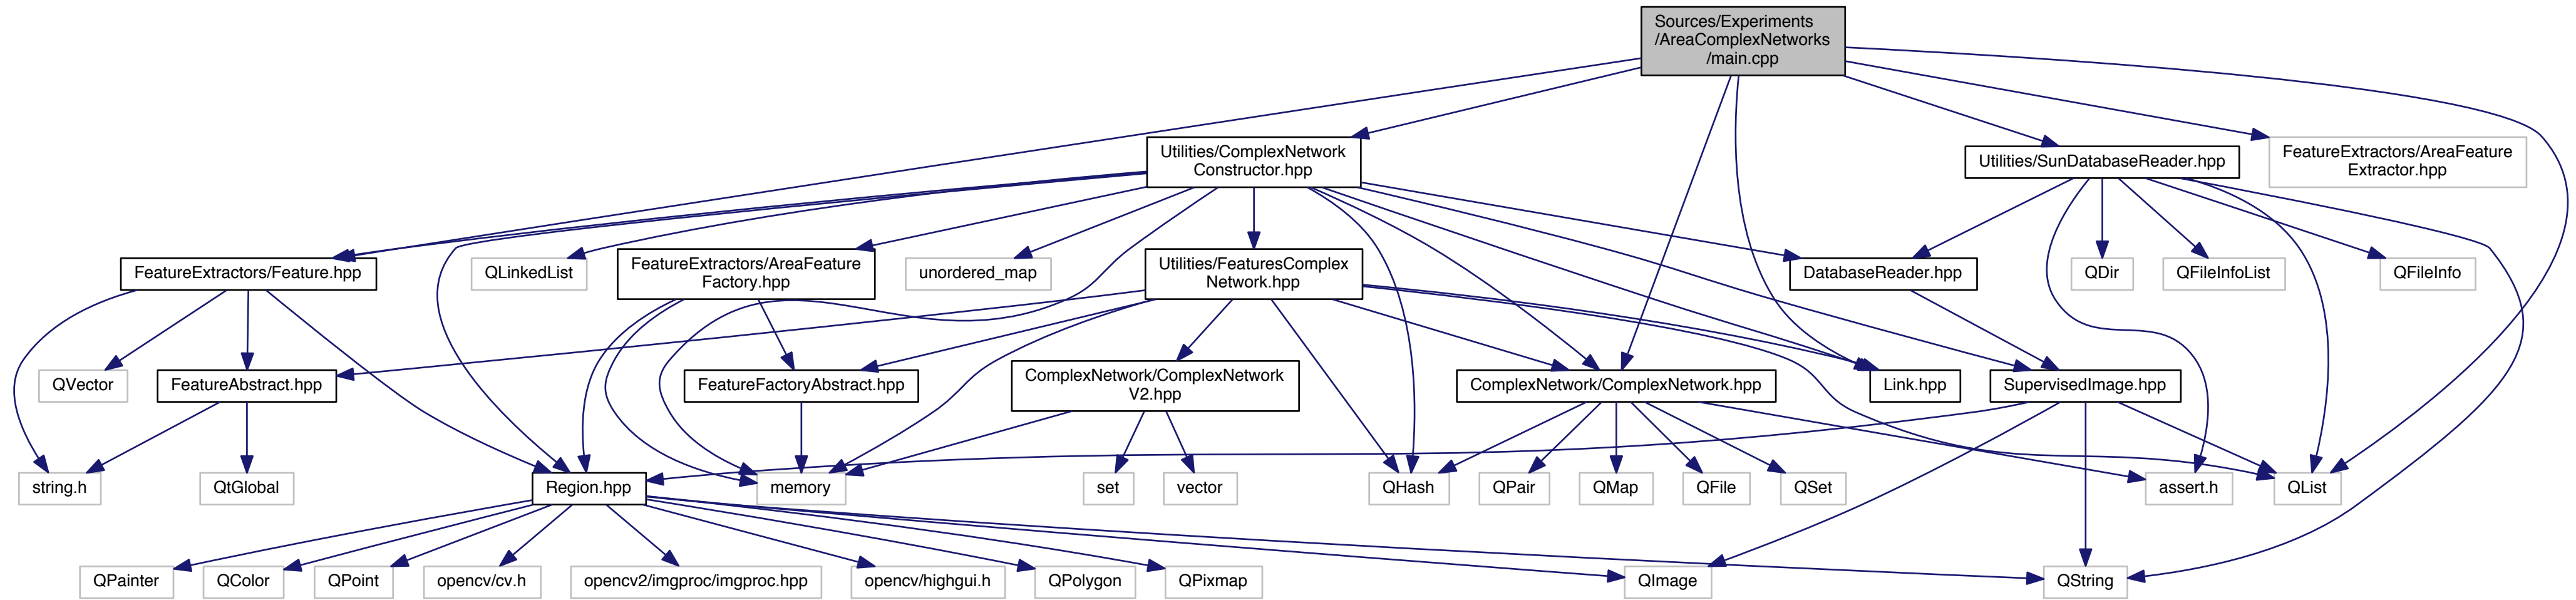 Sources/Experiments
/AreaComplexNetworks
/main.cpp
Utilities/ComplexNetwork
Constructor.hpp
Utilities/SunDatabaseReader.hpp
FeatureExtractors/AreaFeature
Extractor.hpp
FeatureExtractors/Feature.hpp
QLinkedList
FeatureExtractors/AreaFeature
Factory.hpp
unordered_map
Utilities/FeaturesComplex
Network.hpp
DatabaseReader.hpp
QDir
QFileInfoList
QFileInfo
QVector
FeatureAbstract.hpp
FeatureFactoryAbstract.hpp
ComplexNetwork/ComplexNetwork
V2.hpp
ComplexNetwork/ComplexNetwork.hpp
Link.hpp
SupervisedImage.hpp
string.h
QtGlobal
Region.hpp
memory
set
vector
QHash
QPair
QMap
QFile
QSet
assert.h
QList
QPainter
QColor
QPoint
opencv/cv.h
opencv2/imgproc/imgproc.hpp
opencv/highgui.h
QPolygon
QPixmap
QImage
QString